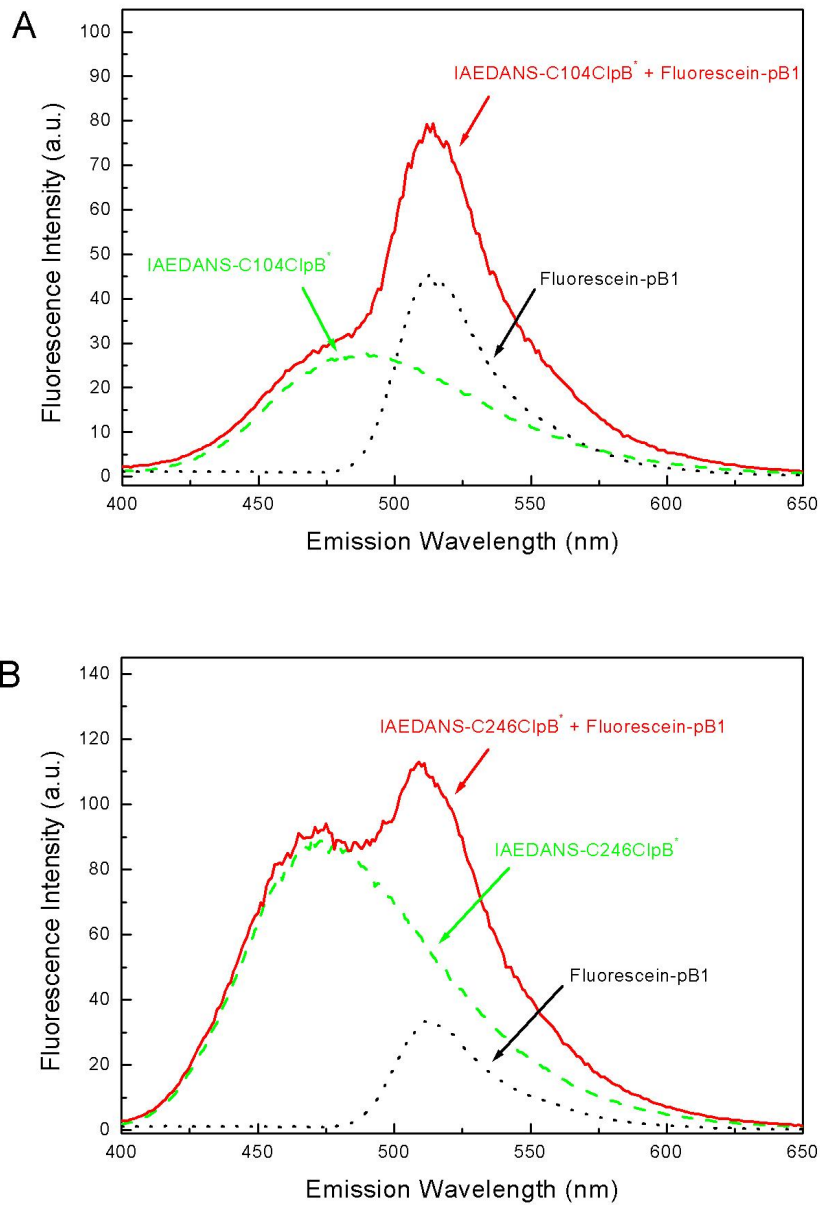 A
100
90
80
70
60
50
40
30
20
10
0
Fluorescence Intensity (a.u.)
IAEDANS-C104ClpB* + Fluorescein-pB1
IAEDANS-C104ClpB*
Fluorescein-pB1
400 450 500 550 600 650
Emission Wavelength (nm)
B
140
120
100
80
60
40
20
0
Fluorescence Intensity (a.u.)
IAEDANS-C246ClpB* + Fluorescein-pB1
IAEDANS-C246ClpB*
Fluorescein-pB1
400 450 500 550 600 650
Emission Wavelength (nm)